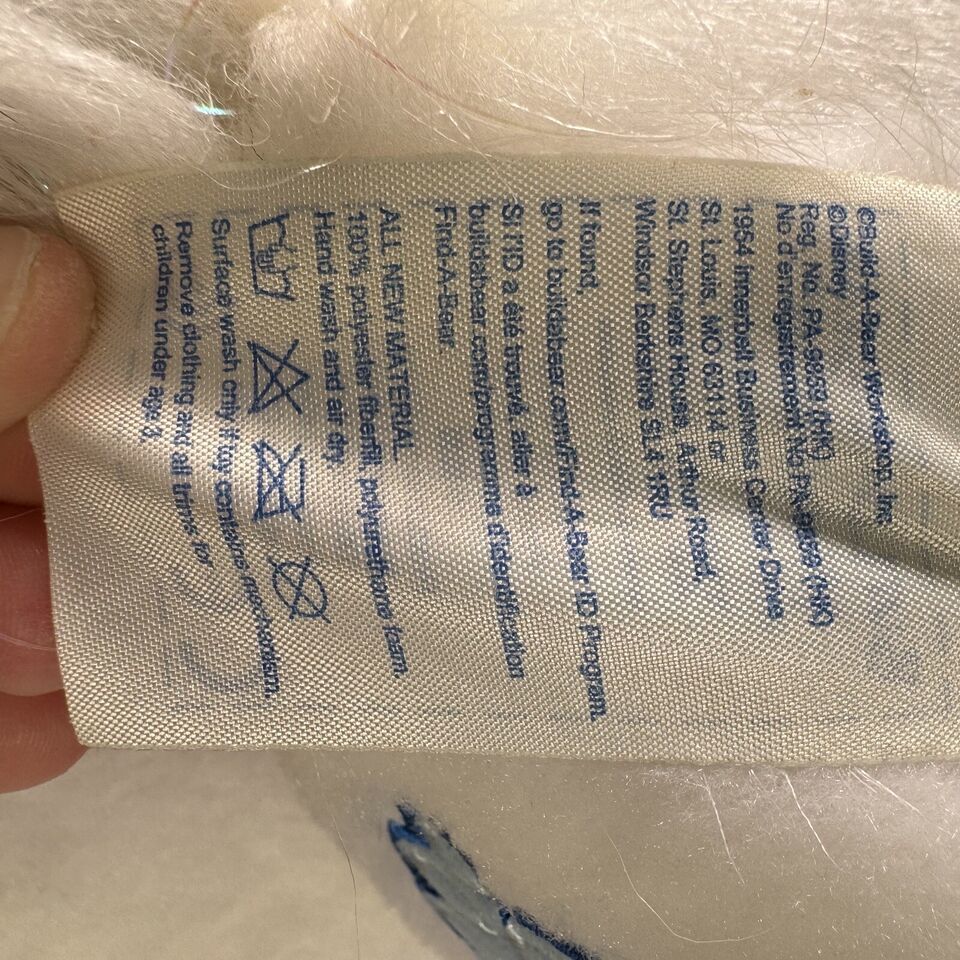 ©Build-A-Bear Workshop, Inc.
©Disney
Reg. No. PA-9253 (HK)
No d'enregistrement No PA-9253 (HK)
1954 Innerbelt Business Center Drive
St. Louis, MO 63114 or
St. Stephens House, Arthur Road
Windsor Berkshire SL4 1RU
If found,
go to buildabear.com/Find-A-Bear ID Program.
Si l'ID a été trouvé, aller à
buildabear.com/programme d'identification
Find-A-Bear.
ALL NEW MATERIAL
100% polyester fiberfill polyurethane foam.
Hand wash and air dry
Surface wash only if toy contains mechanism.
Remove clothing and all trims for
children under age 3.